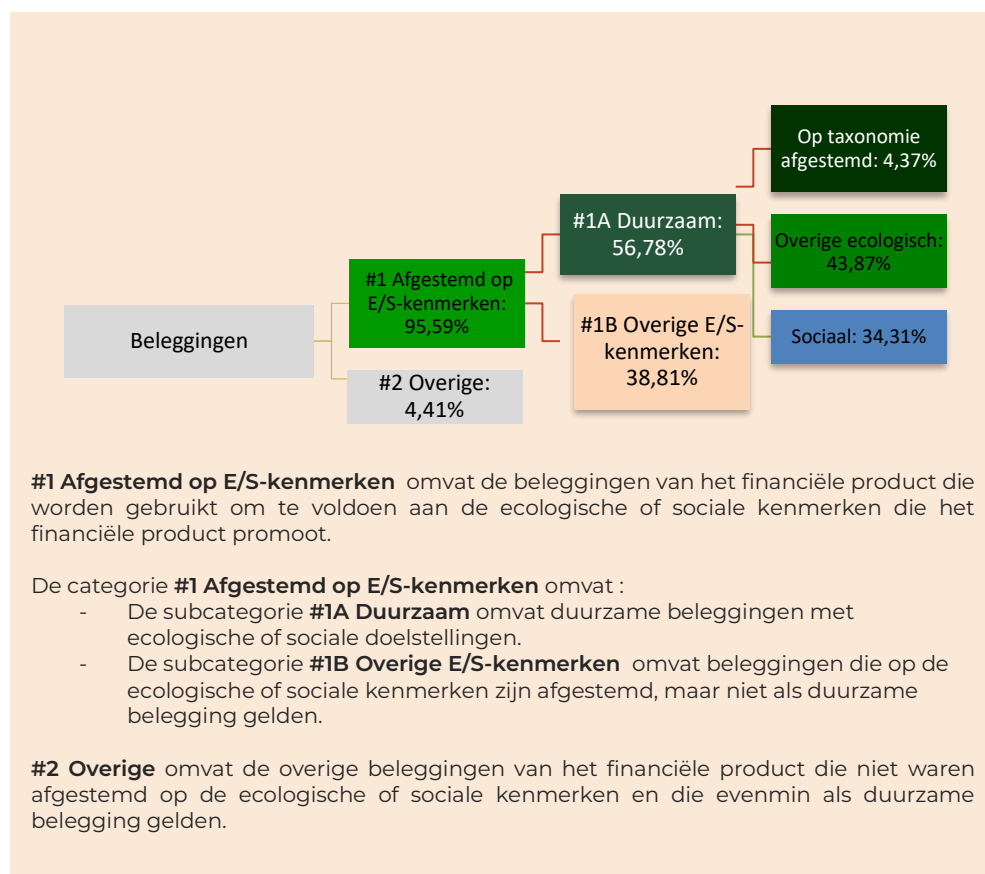 Op taxonomie
afgestemd: 4,37%
#1A Duurzaam:
56,78%
Overige ecologisch:
43,87%
#1 Afgestemd op
E/S-kenmerken:
95,59%
Beleggingen
#1B Overige E/S-
kenmerken:
38,81%
Sociaal: 34,31%
#2 Overige:
4,41%
#1 Afgestemd op E/S-kenmerken omvat de beleggingen van het financiële product die
worden gebruikt om te voldoen aan de ecologische of sociale kenmerken die het
financiële product promoot.
De categorie #1 Afgestemd op E/S-kenmerken omvat :
- De subcategorie #1A Duurzaam omvat duurzame beleggingen met
ecologische of sociale doelstellingen.
- De subcategorie #1B Overige E/S-kenmerken omvat beleggingen die op de
ecologische of sociale kenmerken zijn afgestemd, maar niet als duurzame
belegging gelden.
#2 Overige omvat de overige beleggingen van het financiële product die niet waren
afgestemd op de ecologische of sociale kenmerken en die evenmin als duurzame
belegging gelden.